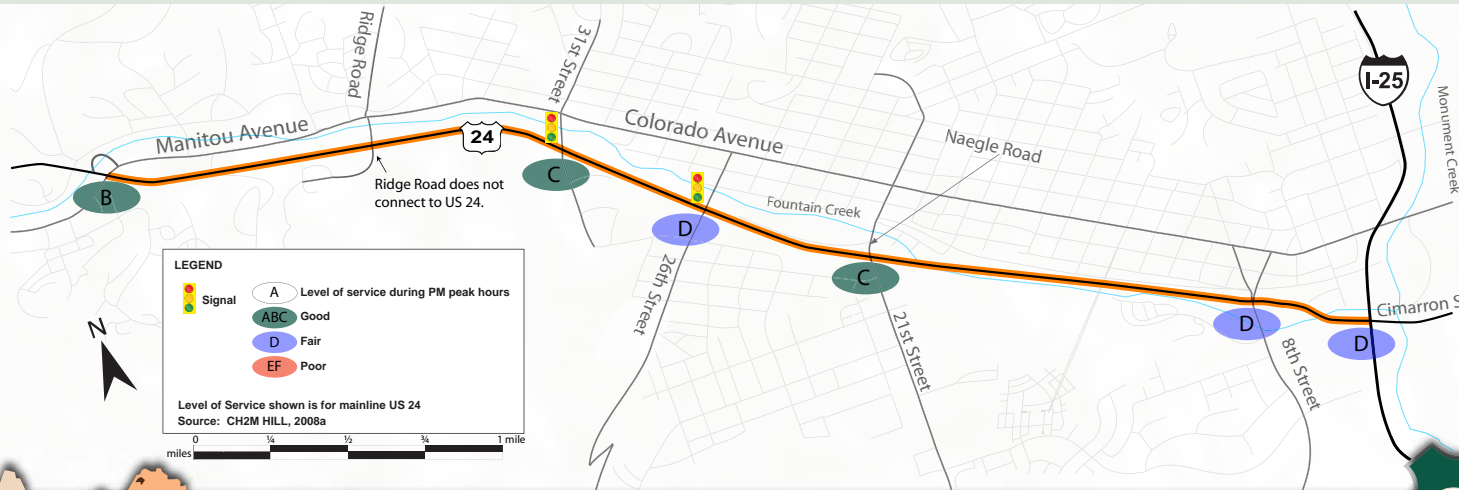 Ridge Road
31st Street
I-25
Manitou Avenue
24
Colorado Avenue
Naegle Road
Monument Creek
Ridge Road does not
connect to US 24.
B
C
D
Fountain Creek
C
26th Street
21st Street
D
8th Street
D
Cimarron S
LEGEND
Signal
A Level of service during PM peak hours
ABC Good
D Fair
EF Poor
Level of Service shown is for mainline US 24
Source: CH2M HILL, 2008a
N
0 ¼ ½ ¾ 1 mile
miles